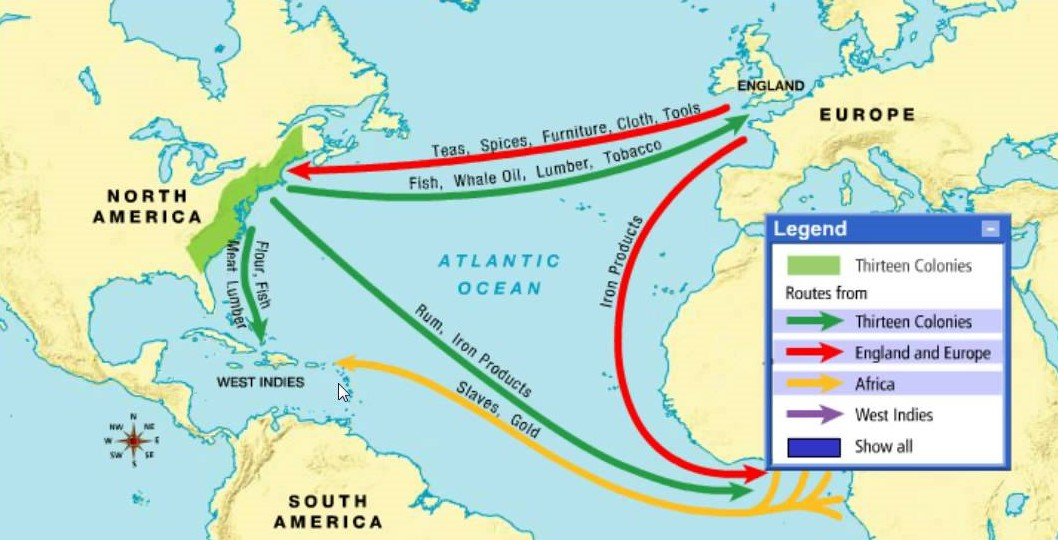 ENGLAND
EUROPE
Teas, Spices, Furniture, Cloth, Tools
Fish, Whale Oil, Lumber, Tobacco
NORTH
AMERICA
Flour, Fish
Meat Lumber
ATLANTIC
OCEAN
Iron Products
Rum, Iron Products
Slaves, Gold
WEST INDIES
N
NE
E
SE
S
SW
W
NW
SOUTH
AMERICA
Legend
Thirteen Colonies
Routes from
Thirteen Colonies
England and Europe
Africa
West Indies
Show all